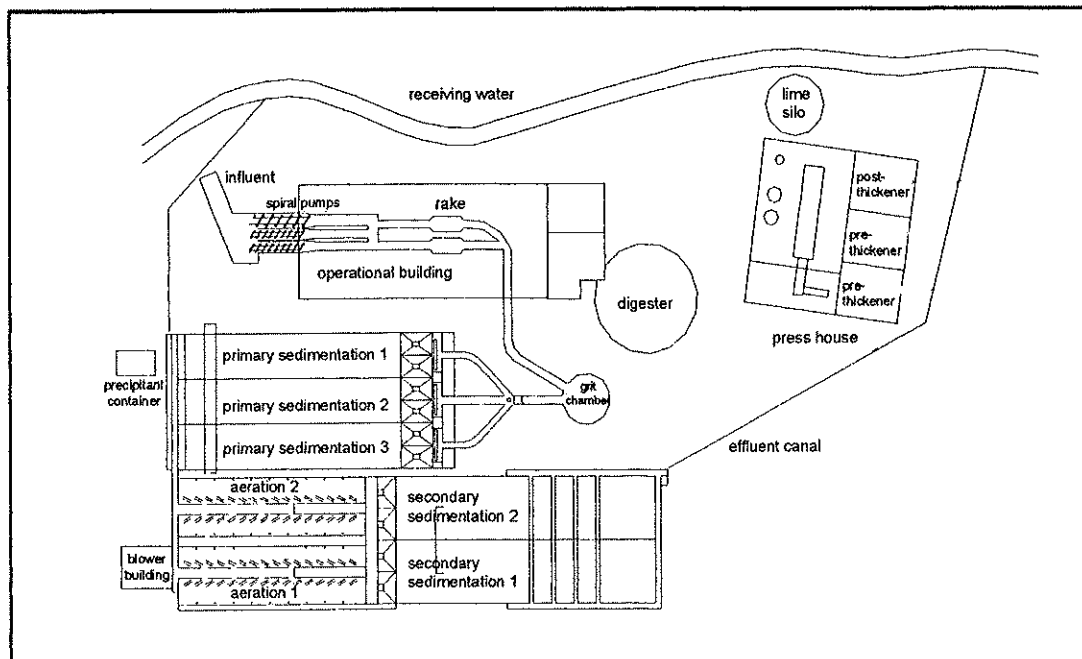 receiving water
lime
silo
influent
spiral pumps
rake
post-
thickener
pre-
thickener
pre-
thickener
operational building
digester
press house
precipitant
container
primary sedimentation 1
primary sedimentation 2
primary sedimentation 3
grit
chamber
effluent canal
aeration 2
secondary
sedimentation 2
blower
building
aeration 1
secondary
sedimentation 1